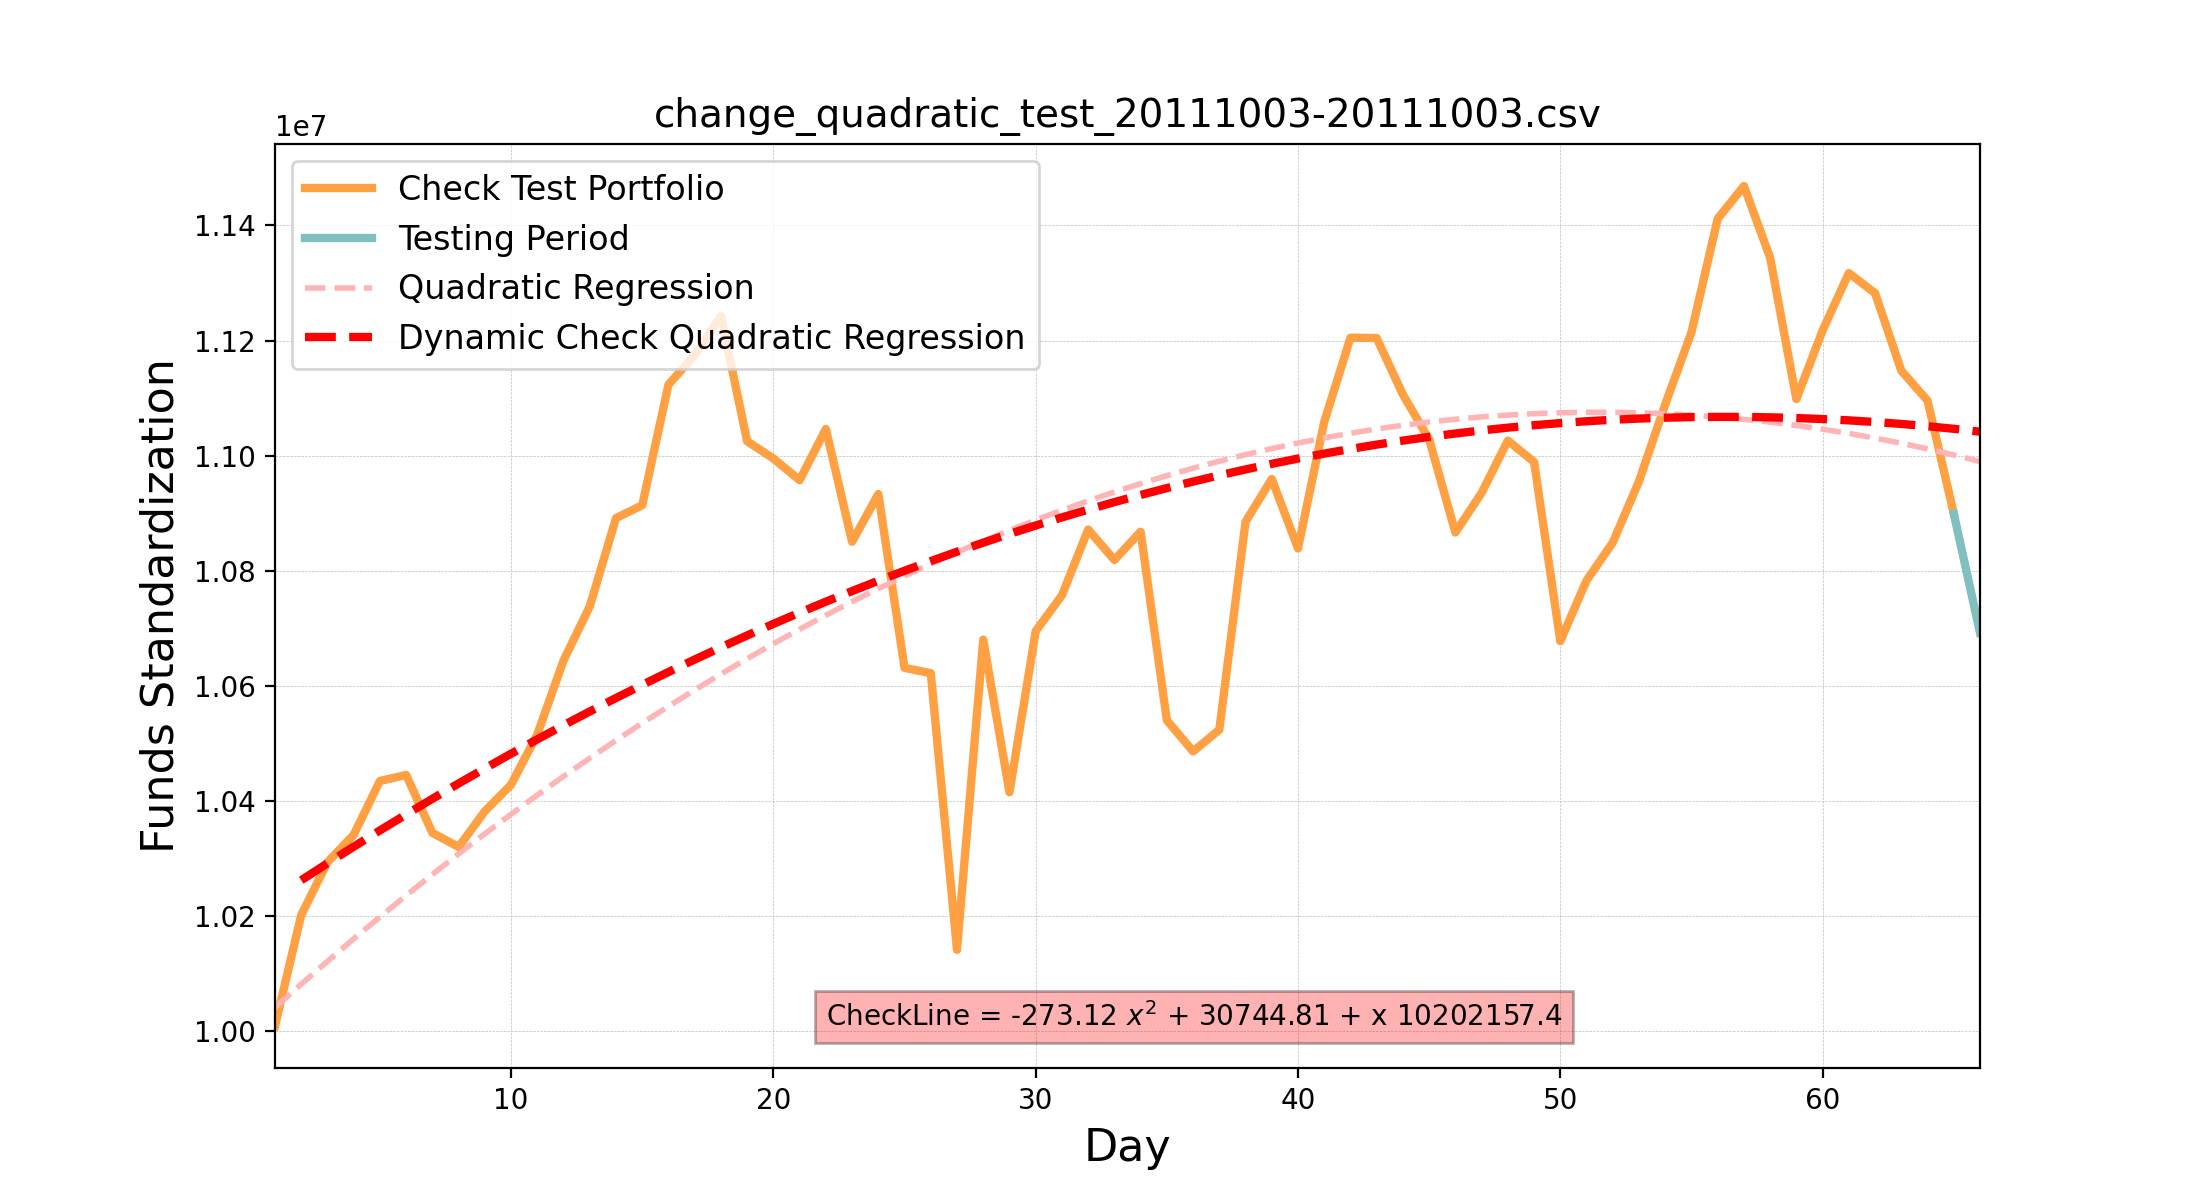 change_quadratic_test_20111003-20111003.csv
1e7
Check Test Portfolio
Testing Period
Quadratic Regression
Dynamic Check Quadratic Regression
1.14
1.12
1.10
1.08
1.06
1.04
1.02
1.00
Funds Standardization
CheckLine = -273.12 x² + 30744.81 + x 10202157.4
10 20 30 40 50 60
Day